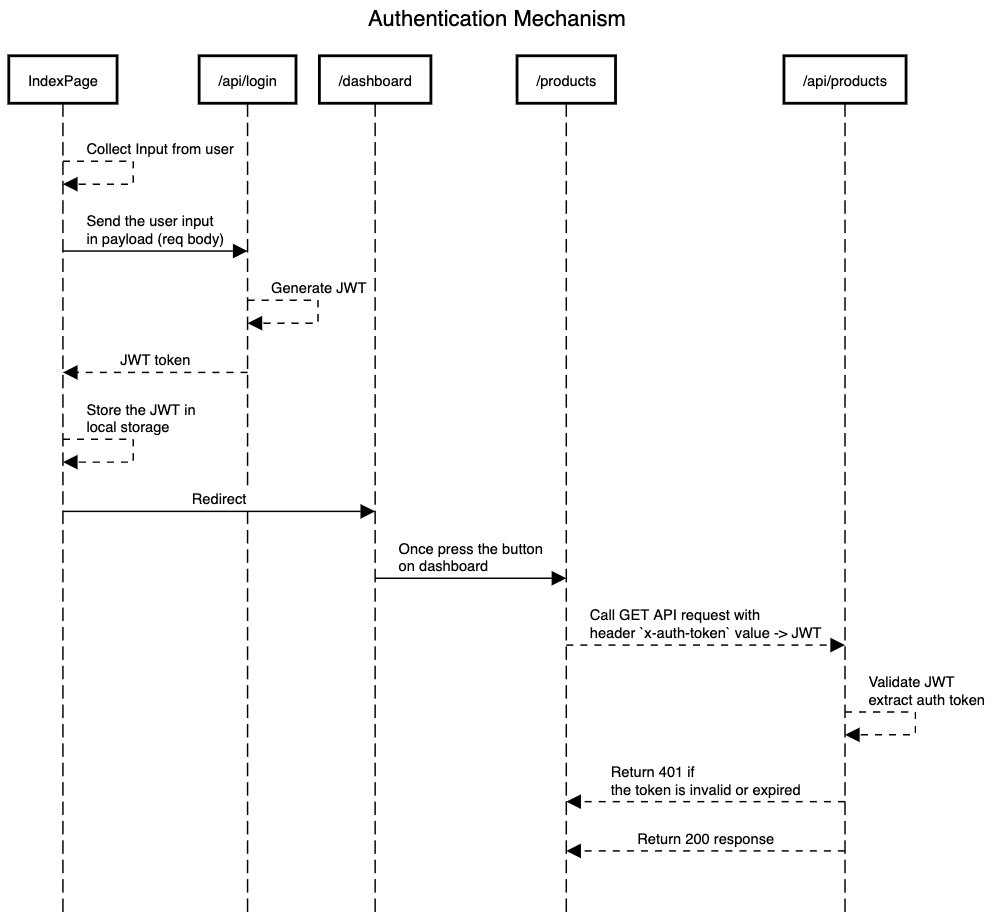 Authentication Mechanism
IndexPage
/api/login
/dashboard
/products
/api/products
Collect Input from user
Send the user input
in payload (req body)
Generate JWT
JWT token
Store the JWT in
local storage
Redirect
Once press the button
on dashboard
Call GET API request with
header `x-auth-token` value -> JWT
Validate JWT
extract auth token
Return 401 if
the token is invalid or expired
Return 200 response